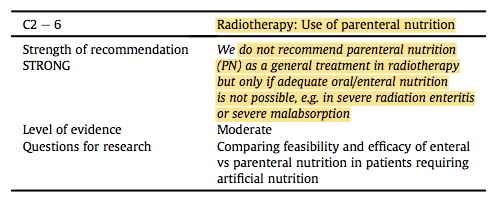 C2 − 6 Radiotherapy: Use of parenteral nutrition
Strength of recommendation We do not recommend parenteral nutrition
STRONG (PN) as a general treatment in radiotherapy
but only if adequate oral/enteral nutrition
is not possible, e.g. in severe radiation enteritis
or severe malabsorption
Level of evidence Moderate
Questions for research Comparing feasibility and efficacy of enteral
vs parenteral nutrition in patients requiring
artificial nutrition